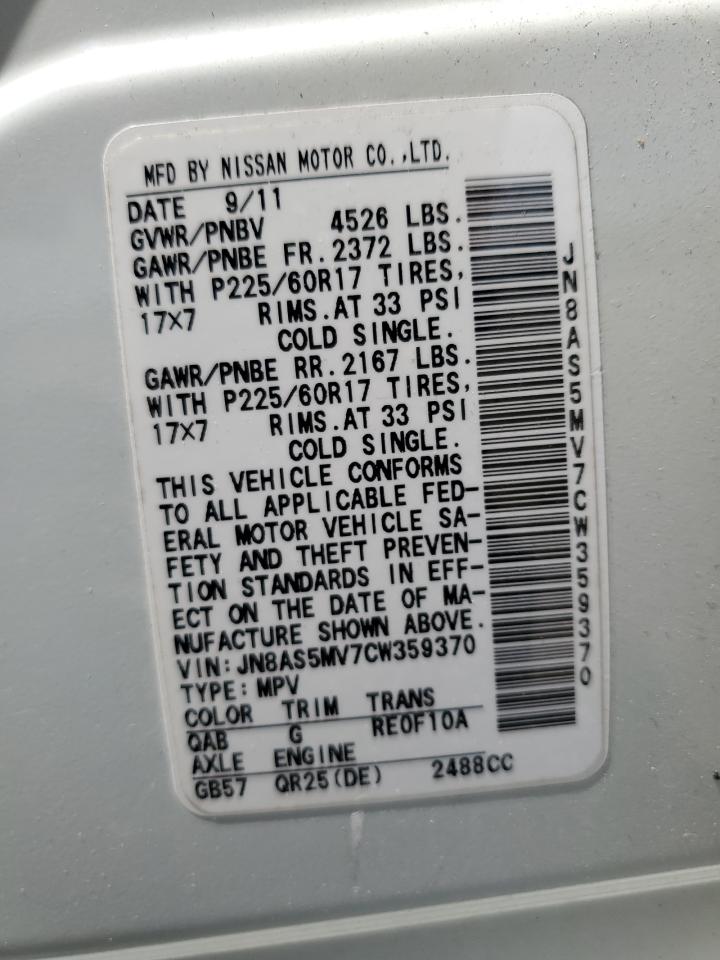 MFD BY NISSAN MOTOR CO.,LTD.
DATE 9/11
GVWR/PNBV 4526 LBS.
GAWR/PNBE FR.2372 LBS.
WITH P225/60R17 TIRES,
17X7 RIMS.AT 33 PSI
COLD SINGLE.
GAWR/PNBE RR.2167 LBS.
WITH P225/60R17 TIRES,
17X7 RIMS.AT 33 PSI
COLD SINGLE.
THIS VEHICLE CONFORMS
TO ALL APPLICABLE FED-
ERAL MOTOR VEHICLE SA-
FETY AND THEFT PREVEN-
TION STANDARDS IN EFF-
ECT ON THE DATE OF MA-
NUFACTURE SHOWN ABOVE.
VIN:JN8AS5MV7CW359370
TYPE:MPV
COLOR TRIM TRANS
QAB G RE0F10A
AXLE ENGINE
GB57 QR25(DE) 2488CC
JN8AS5MV7CW359370